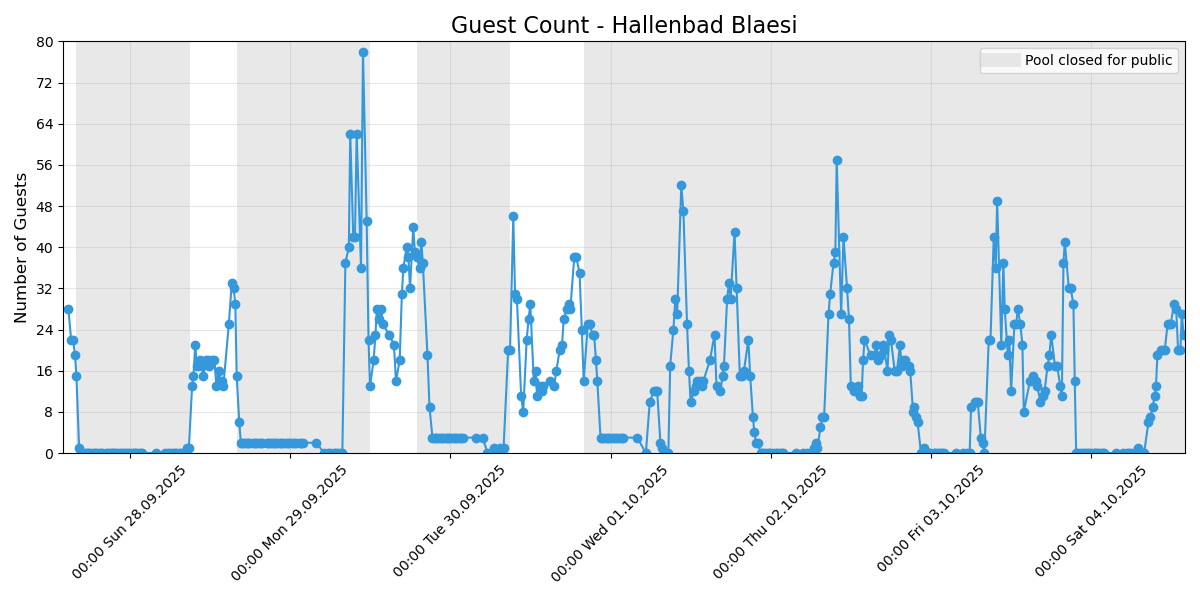 Guest Count - Hallenbad Blaesi
Pool closed for public
Number of Guests
80
72
64
56
48
40
32
24
16
8
0
00:00 Sun 28.09.2025
00:00 Mon 29.09.2025
00:00 Tue 30.09.2025
00:00 Wed 01.10.2025
00:00 Thu 02.10.2025
00:00 Fri 03.10.2025
00:00 Sat 04.10.2025